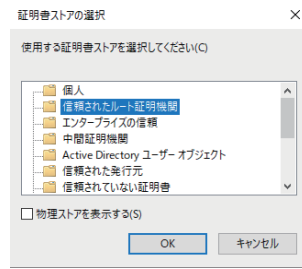 証明書ストアの選択
使用する証明書ストアを選択してください(C)
個人
信頼されたルート証明機関
エンタープライズの信頼
中間証明機関
Active Directory ユーザー オブジェクト
信頼された発行元
信頼されていない証明書
物理ストアを表示する(S)
OK キャンセル